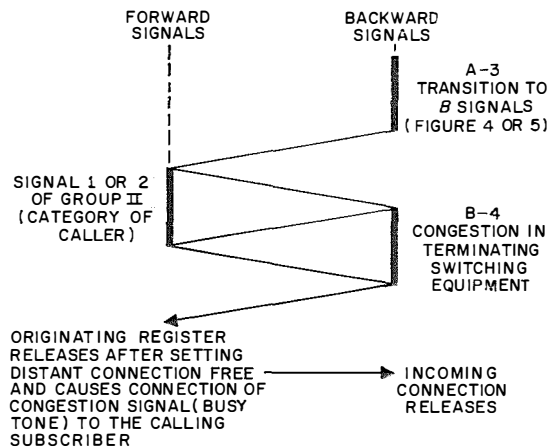 FORWARD
SIGNALS
BACKWARD
SIGNALS
A-3
TRANSITION TO
B SIGNALS
(FIGURE 4 OR 5)
SIGNAL 1 OR 2
OF GROUP II
(CATEGORY OF
CALLER)
B-4
CONGESTION IN
TERMINATING
SWITCHING
EQUIPMENT
ORIGINATING REGISTER
RELEASES AFTER SETTING
DISTANT CONNECTION FREE
AND CAUSES CONNECTION OF
CONGESTION SIGNAL(BUSY
TONE) TO THE CALLING
SUBSCRIBER
INCOMING
CONNECTION
RELEASES